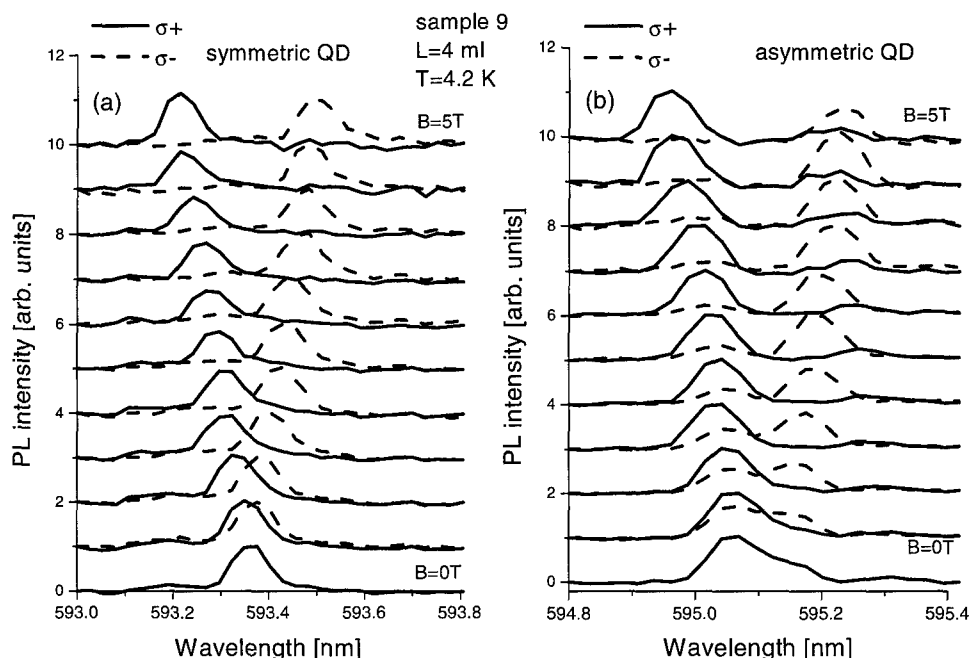 σ+
σ-
symmetric QD
sample 9
L=4 ml
T=4.2 K
σ+
σ-
asymmetric QD
(a)
B=5T
B=0T
12
10
8
6
4
2
0
PL intensity [arb. units]
593.0
593.2
593.4
593.6
593.8
Wavelength [nm]
(b)
B=5T
B=0T
12
10
8
6
4
2
0
PL intensity [arb. units]
594.8
595.0
595.2
595.4
Wavelength [nm]